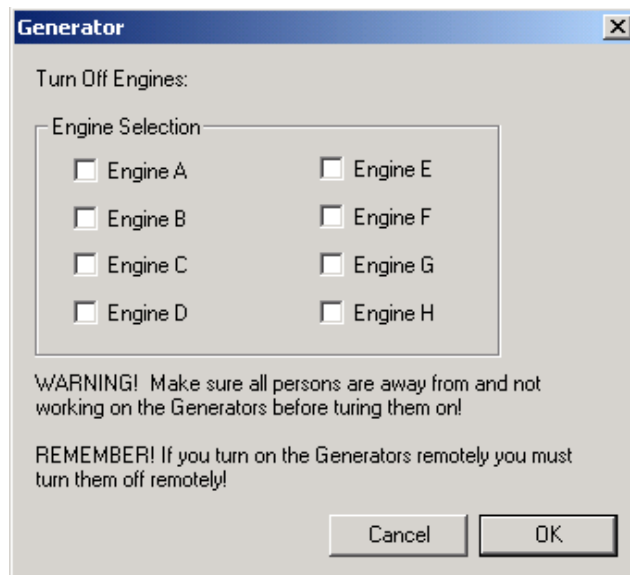 Generator
Turn Off Engines:
Engine Selection
Engine A
Engine E
Engine B
Engine F
Engine C
Engine G
Engine D
Engine H
WARNING! Make sure all persons are away from and not
working on the Generators before turing them on!
REMEMBER! If you turn on the Generators remotely you must
turn them off remotely!
Cancel
OK